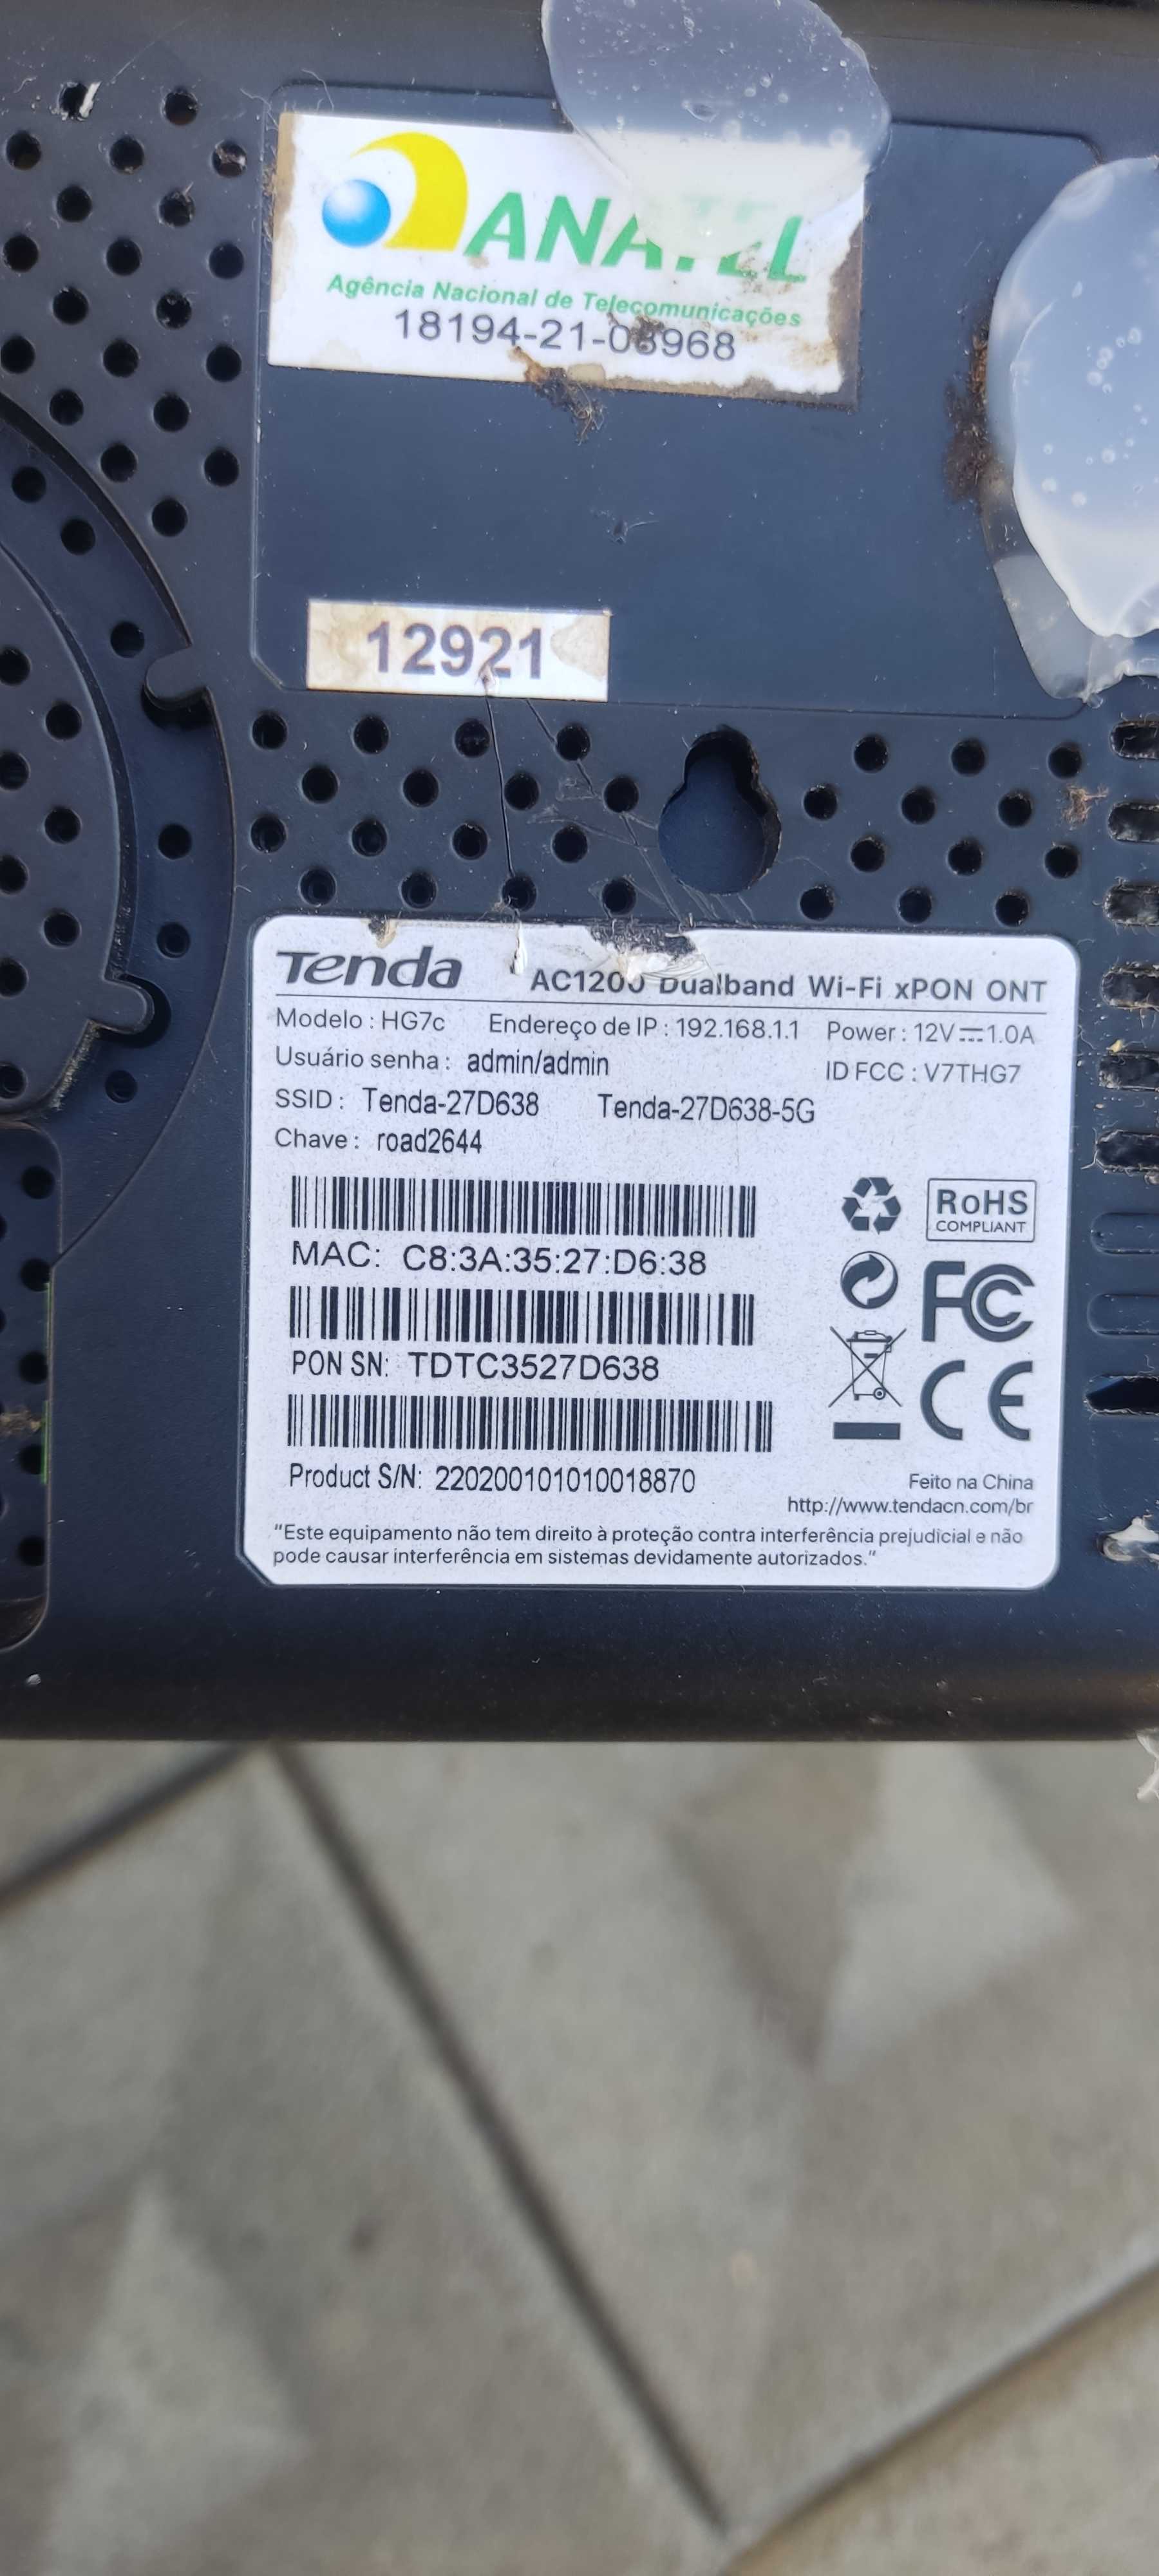 ANATEL
Agência Nacional de Telecomunicações
18194-21-03968
12921
Tenda AC1200 Dualband Wi-Fi xPON ONT
Modelo : HG7c Endereço de IP : 192.168.1.1 Power : 12V⎓1.0A
Usuário senha : admin/admin ID FCC : V7THG7
SSID : Tenda-27D638 Tenda-27D638-5G
Chave : road2644
RoHS
COMPLIANT
MAC: C8:3A:35:27:D6:38
FC
PON SN: TDTC3527D638
CE
Product S/N: 220200101010018870
Feito na China
http://www.tendacn.com/br
"Este equipamento não tem direito à proteção contra interferência prejudicial e não
pode causar interferência em sistemas devidamente autorizados."